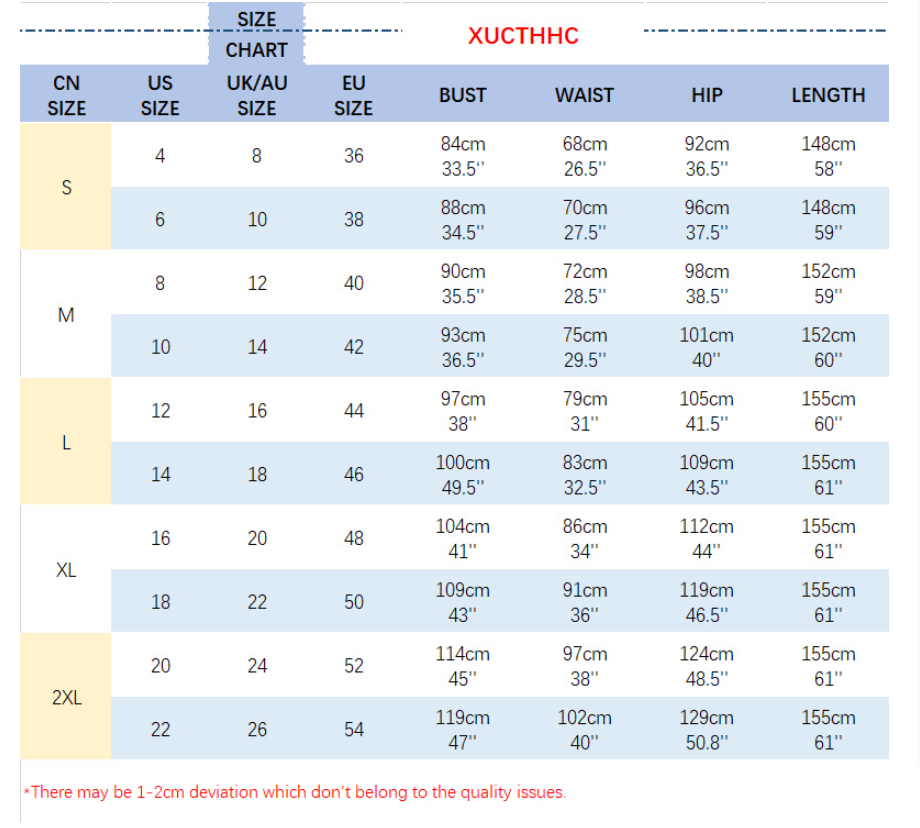 SIZE
CHART
XUCTHHC
CN SIZE US SIZE UK/AU SIZE EU SIZE BUST WAIST HIP LENGTH
S
4 8 36 84cm 68cm 92cm 148cm
33.5'' 26.5'' 36.5'' 58''
6 10 38 88cm 70cm 96cm 148cm
34.5'' 27.5'' 37.5'' 59''
M
8 12 40 90cm 72cm 98cm 152cm
35.5'' 28.5'' 38.5'' 59''
10 14 42 93cm 75cm 101cm 152cm
36.5'' 29.5'' 40'' 60''
L
12 16 44 97cm 79cm 105cm 155cm
38'' 31'' 41.5'' 60''
14 18 46 100cm 83cm 109cm 155cm
49.5'' 32.5'' 43.5'' 61''
XL
16 20 48 104cm 86cm 112cm 155cm
41'' 34'' 44'' 61''
18 22 50 109cm 91cm 119cm 155cm
43'' 36'' 46.5'' 61''
2XL
20 24 52 114cm 97cm 124cm 155cm
45'' 38'' 48.5'' 61''
22 26 54 119cm 102cm 129cm 155cm
47'' 40'' 50.8'' 61''
*There may be 1-2cm deviation which don't belong to the quality issues.